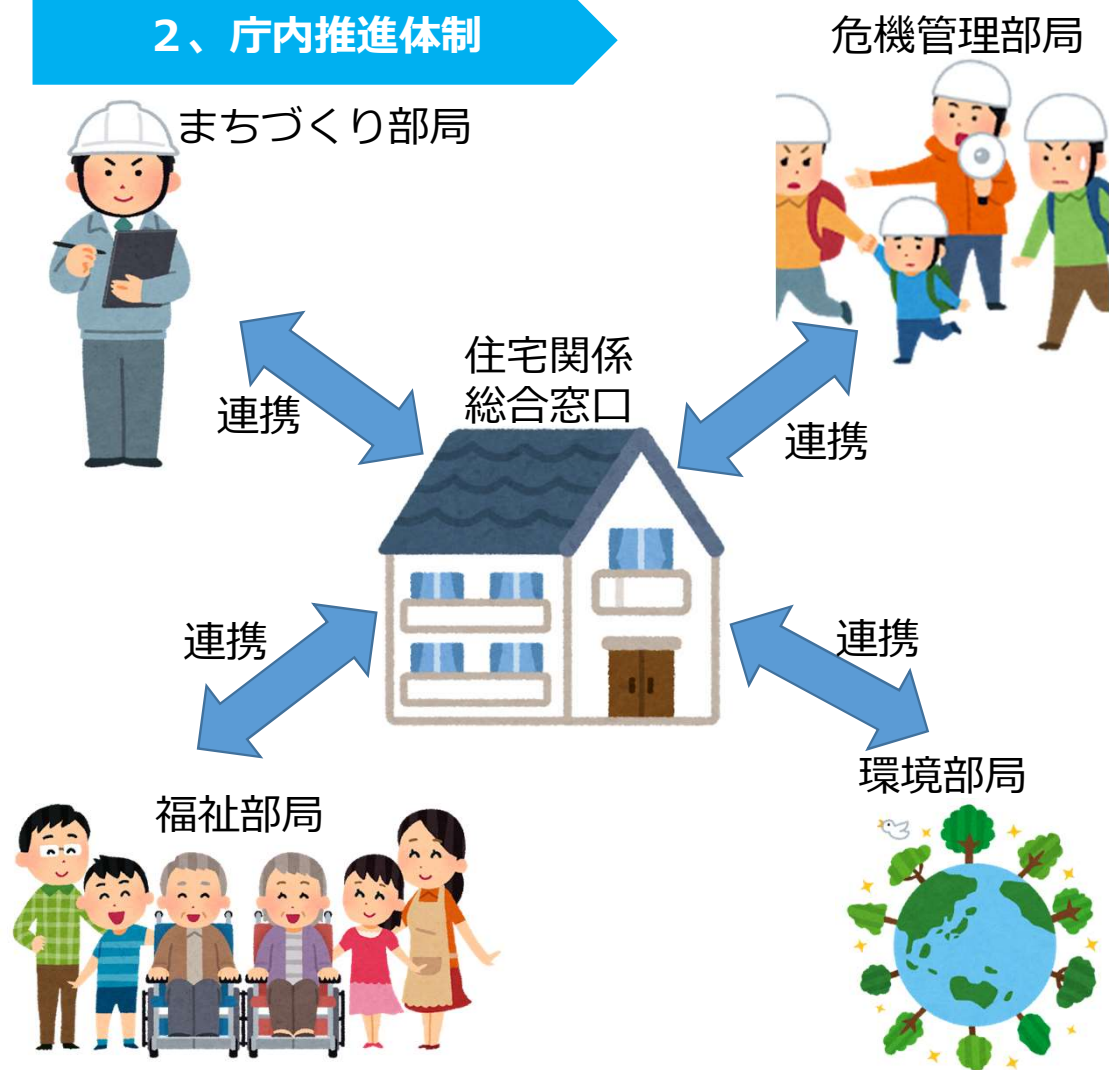 ２、庁内推進体制
危機管理部局
まちづくり部局
住宅関係
総合窓口
連携
連携
連携
連携
環境部局
福祉部局